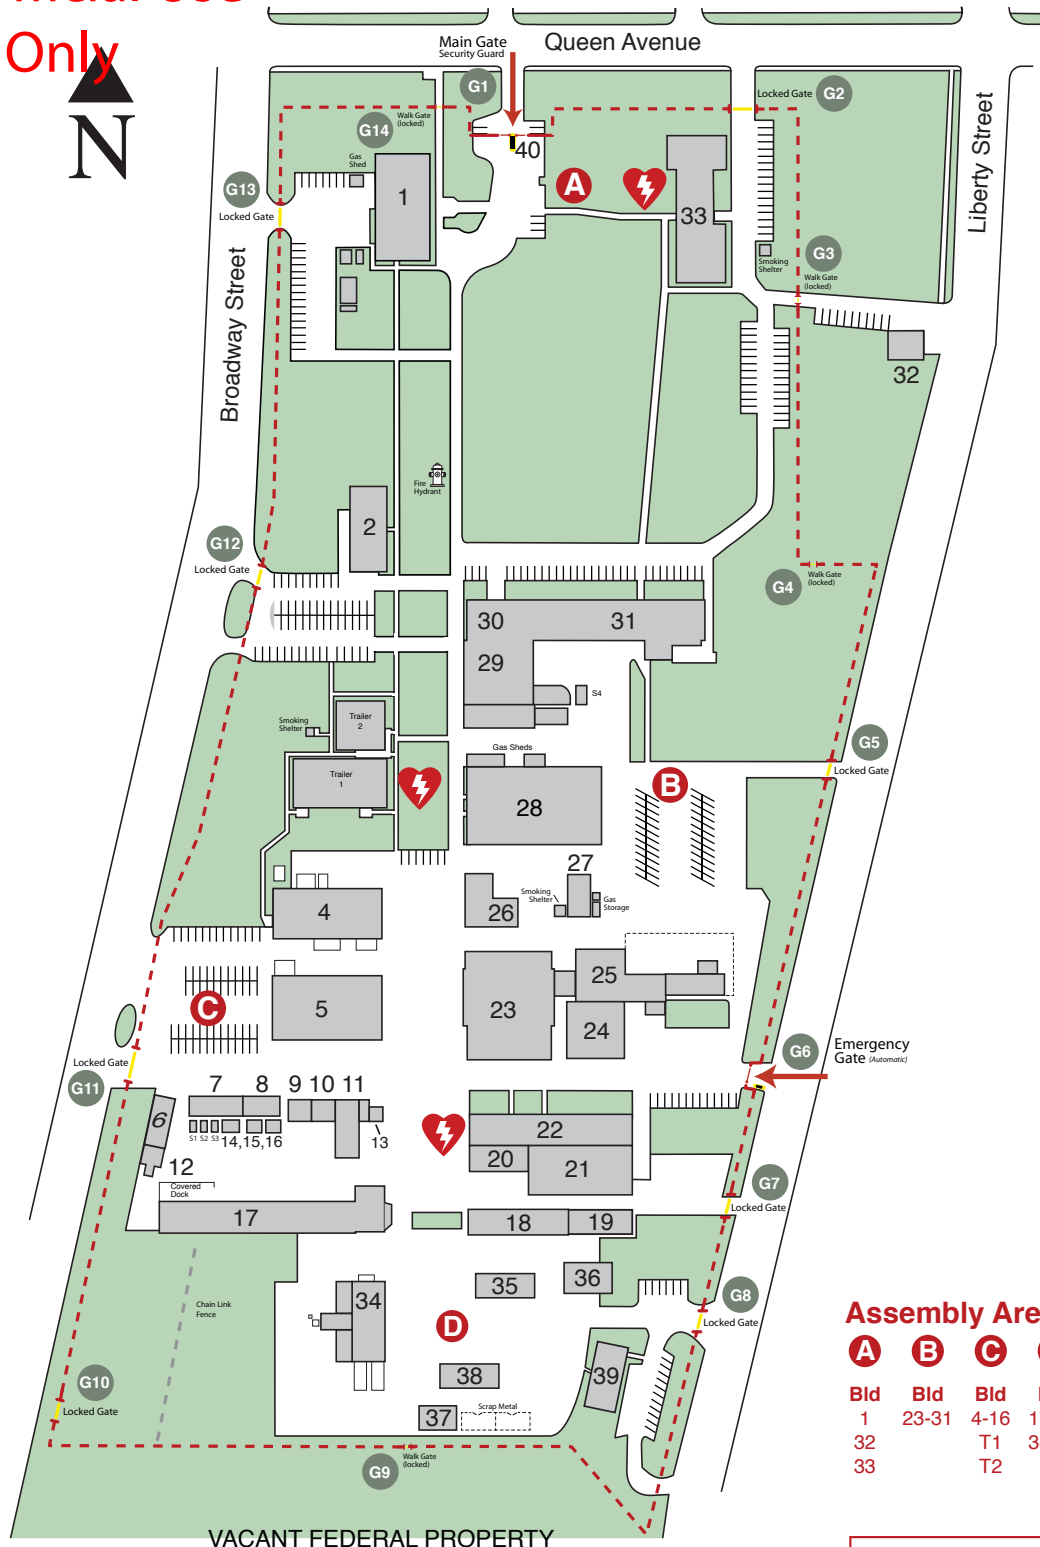 Only
N
Queen Avenue
Main Gate
Security Guard
G1
Locked Gate
G2
Walk Gate
(locked)
G14
40
Gas
Shed
1
A
33
G13
Locked Gate
Liberty Street
Broadway Street
Smoking
Shelter
G3
Walk Gate
(locked)
32
Fire
Hydrant
2
G12
Locked Gate
G4
Walk Gate
(locked)
30
31
29
S4
Smoking
Shelter
Trailer
2
Trailer
1
Gas Sheds
28
B
G5
Locked Gate
27
Smoking
Shelter
Gas
Storage
26
4
25
23
24
5
C
G6
Emergency
Gate (Automatic)
Locked Gate
G11
7
8
9 10 11
6
S1 S2 S3 14,15,16
13
12
Covered
Dock
22
20
21
G7
Locked Gate
17
18
19
35
36
34
Chain Link
Fence
D
G8
Locked Gate
38
39
37
Scrap Metal
G10
Locked Gate
G9
Walk Gate
(locked)
VACANT FEDERAL PROPERTY
Assembly Are
A B C
Bld Bld Bld
1 23-31 4-16 1
32 T1 3
33 T2